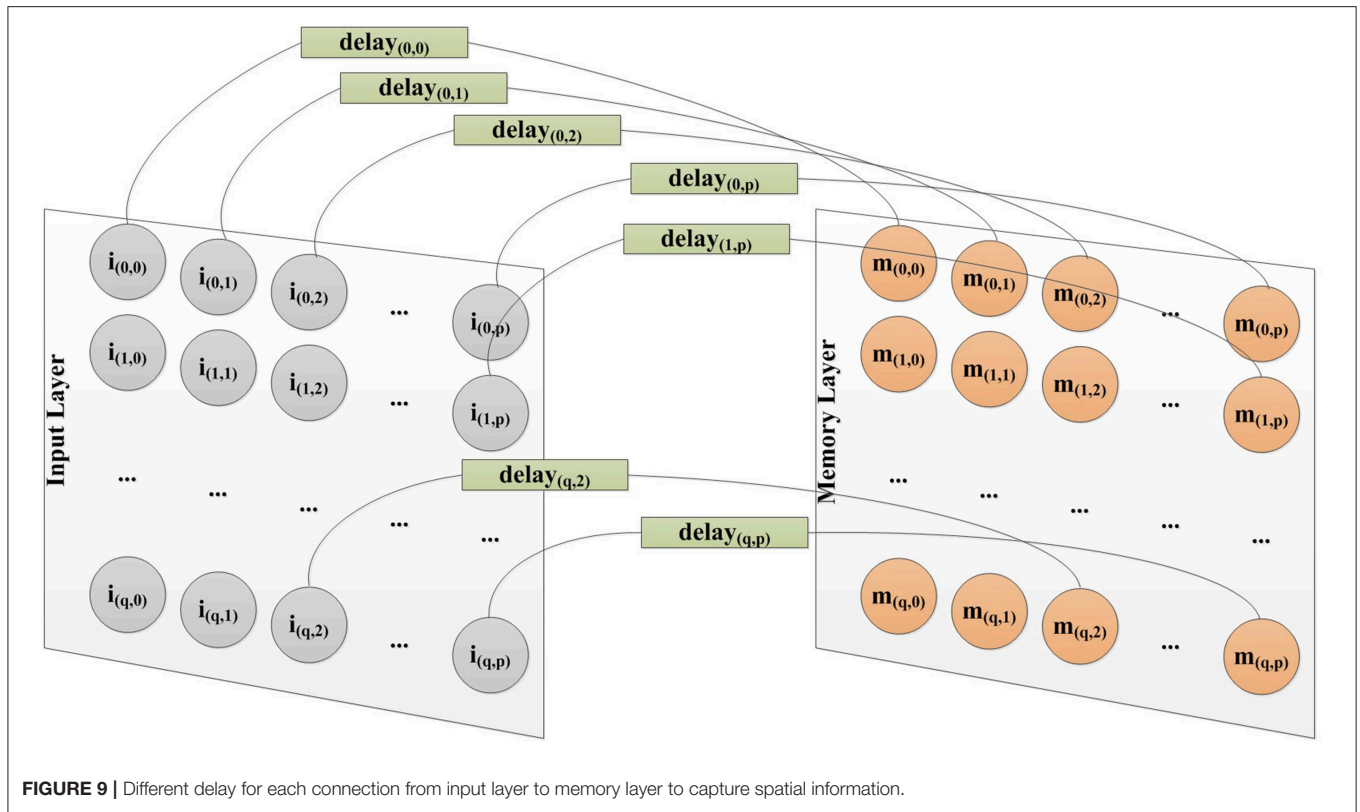 delay(0,0)
delay(0,1)
delay(0,2)
delay(0,p)
delay(1,p)
Input Layer
i(0,0) i(0,1) i(0,2) ... i(0,p)
i(1,0) i(1,1) i(1,2) ... i(1,p)
... ... ... ... ...
i(q,0) i(q,1) i(q,2) ... i(q,p)
delay(q,2)
delay(q,p)
Memory Layer
m(0,0) m(0,1) m(0,2) ... m(0,p)
m(1,0) m(1,1) m(1,2) ... m(1,p)
... ... ... ... ...
m(q,0) m(q,1) m(q,2) ... m(q,p)
FIGURE 9 | Different delay for each connection from input layer to memory layer to capture spatial information.